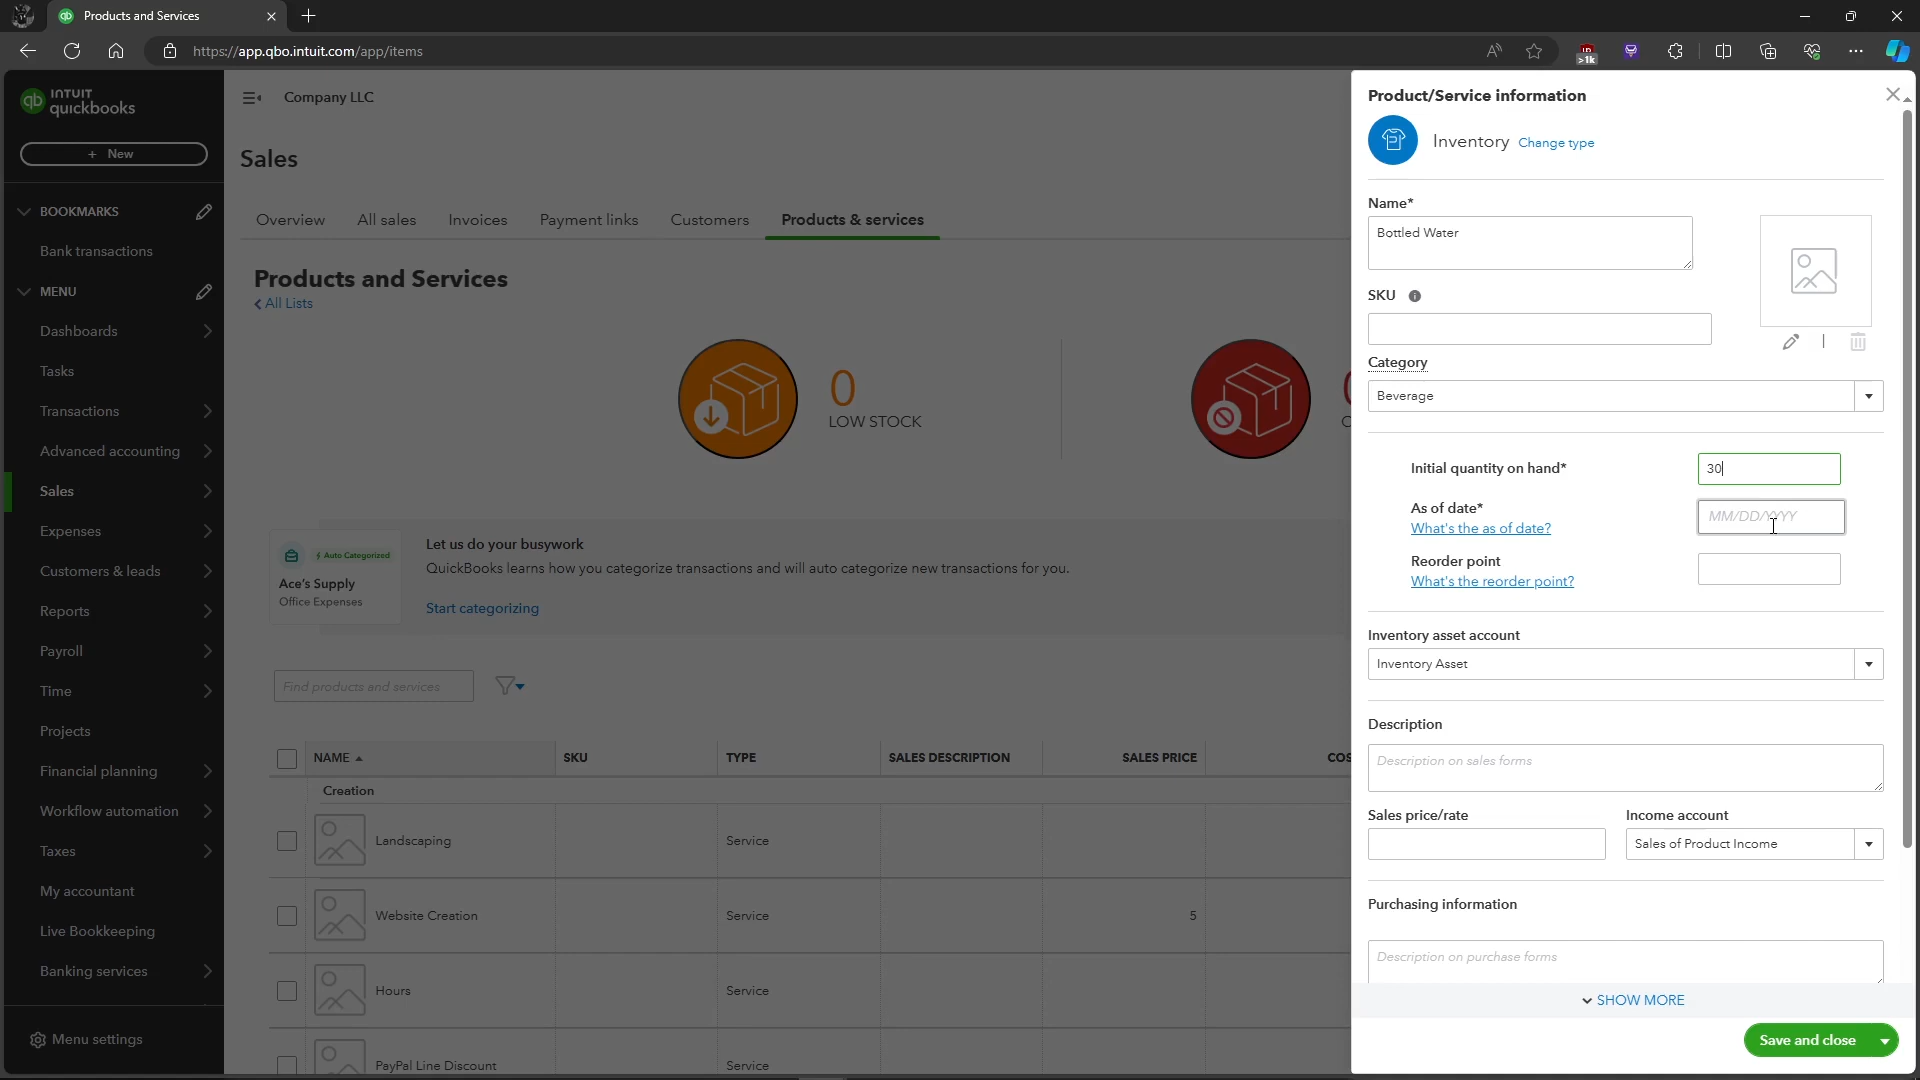 Products and Services
https://app.qbo.intuit.com/app/items
>1k
INTUIT
quickbooks
+ New
BOOKMARKS
Bank transactions
MENU
Dashboards
Tasks
Transactions
Advanced accounting
Sales
Expenses
Customers & leads
Reports
Payroll
Time
Projects
Financial planning
Workflow automation
Taxes
My accountant
Live Bookkeeping
Banking services
Menu settings
Company LLC
Sales
Overview
All sales
Invoices
Payment links
Customers
Products & services
Products and Services
All Lists
0
LOW STOCK
Auto Categorized
Ace's Supply
Office Expenses
Let us do your busywork
QuickBooks learns how you categorize transactions and will auto categorize new transactions for you.
Start categorizing
Find products and services
NAME
SKU
TYPE
SALES DESCRIPTION
SALES PRICE
COS
Creation
Landscaping
Service
Website Creation
Service
5
Hours
Service
PayPal Line Discount
Service
Product/Service information
Inventory
Change type
Name*
Bottled Water
SKU
Category
Beverage
Initial quantity on hand*
30
As of date*
What's the as of date?
MM/DD/YYYY
Reorder point
What's the reorder point?
Inventory asset account
Inventory Asset
Description
Description on sales forms
Sales price/rate
Income account
Sales of Product Income
Purchasing information
Description on purchase forms
SHOW MORE
Save and close